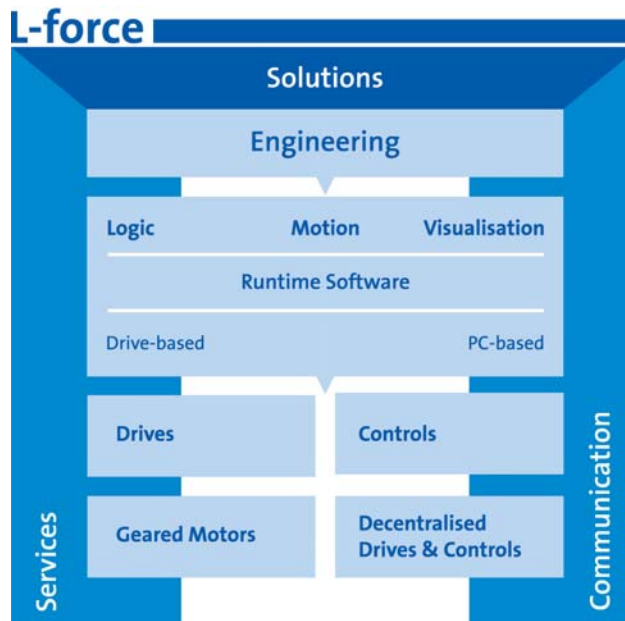 L-force
Solutions
Engineering
Logic Motion Visualisation
Runtime Software
Drive-based PC-based
Drives Controls
Geared Motors
Decentralised
Drives & Controls
Services
Communication